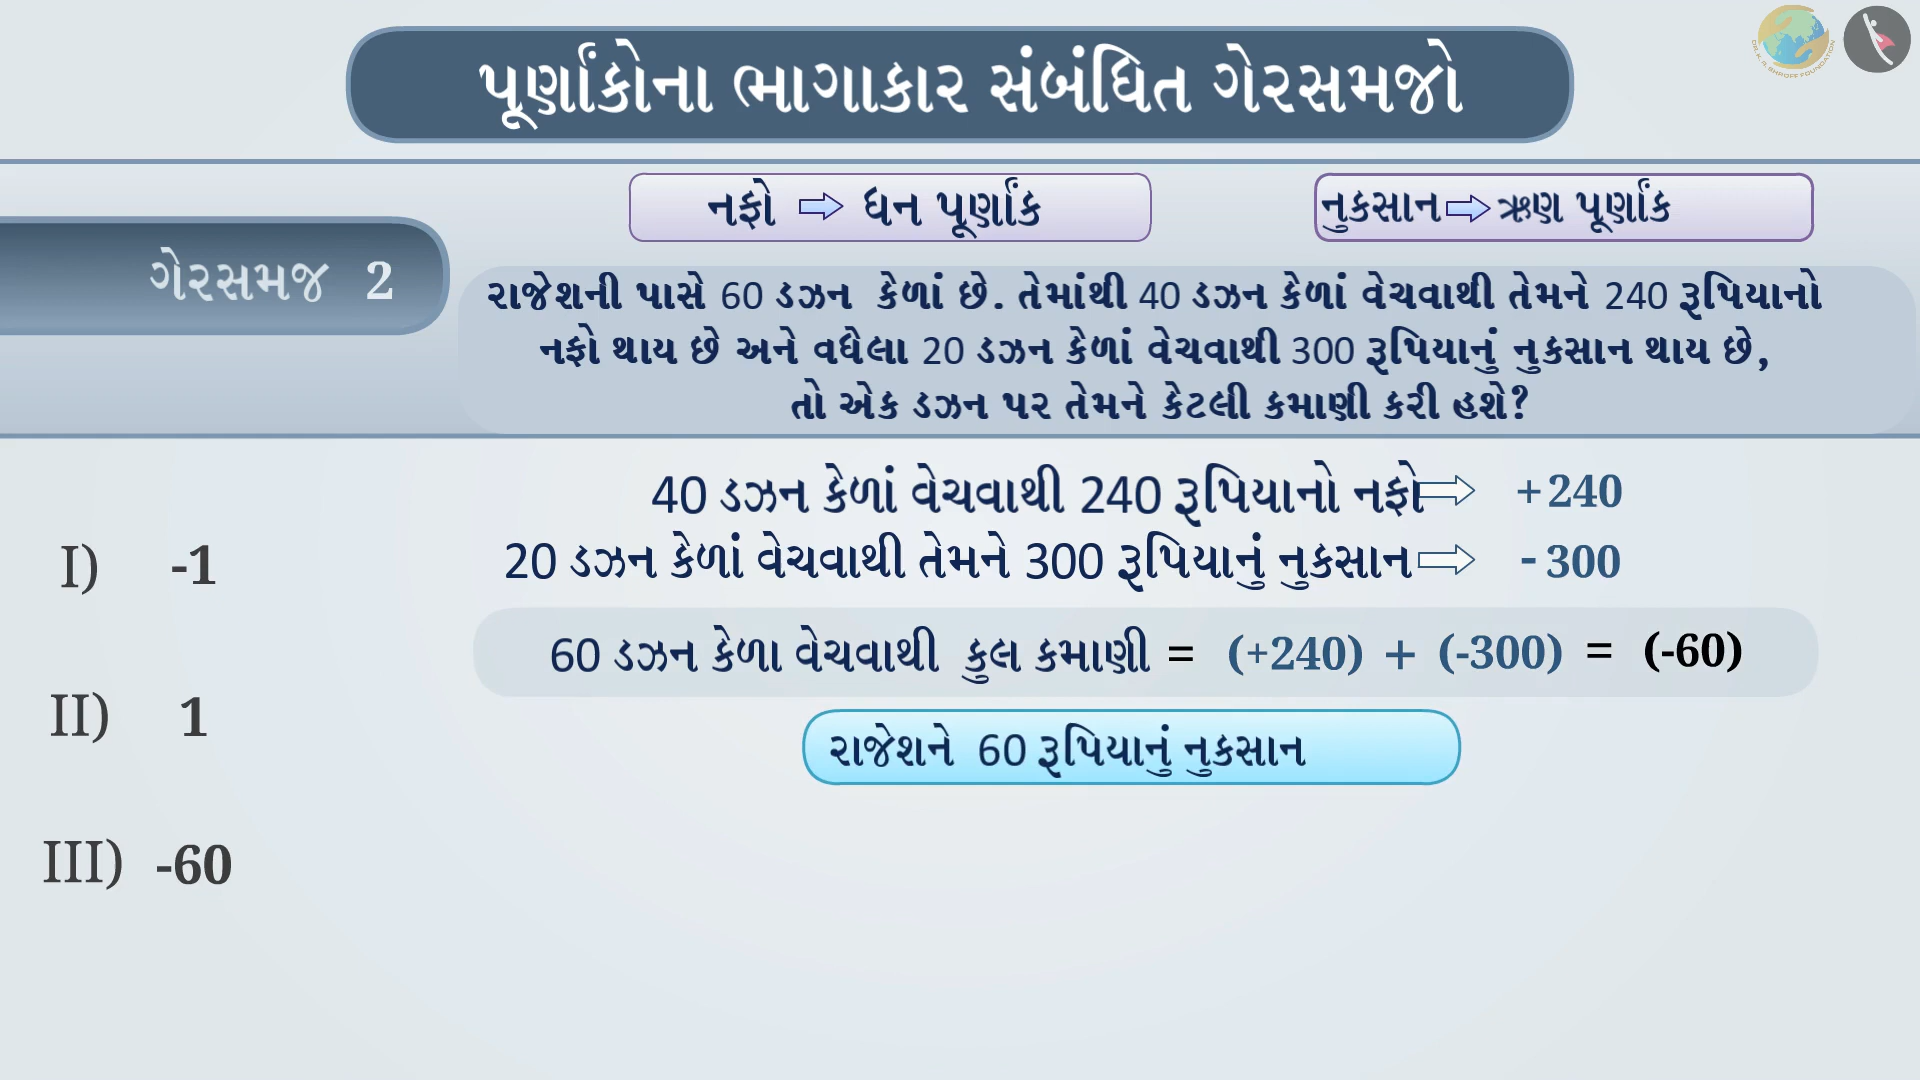 પૂર્ણાંકોના ભાગાકાર સંબંધિત ગેરસમજો
નફો ધન પૂર્ણાંક
નુકસાન ઋણ પૂર્ણાંક
ગેરસમજ 2
રાજેશની પાસે 60 ડઝન કેળાં છે. તેમાંથી 40 ડઝન કેળાં વેચવાથી તેમને 240 રૂપિયાનો
નફો થાય છે અને વધેલા 20 ડઝન કેળાં વેચવાથી 300 રૂપિયાનું નુકસાન થાય છે,
તો એક ડઝન પર તેમને કેટલી કમાણી કરી હશે?
40 ડઝન કેળાં વેચવાથી 240 રૂપિયાનો નફો +240
20 ડઝન કેળાં વેચવાથી તેમને 300 રૂપિયાનું નુકસાન -300
60 ડઝન કેળા વેચવાથી કુલ કમાણી = (+240) + (-300) = (-60)
રાજેશને 60 રૂપિયાનું નુકસાન
I) -1
II) 1
III) -60